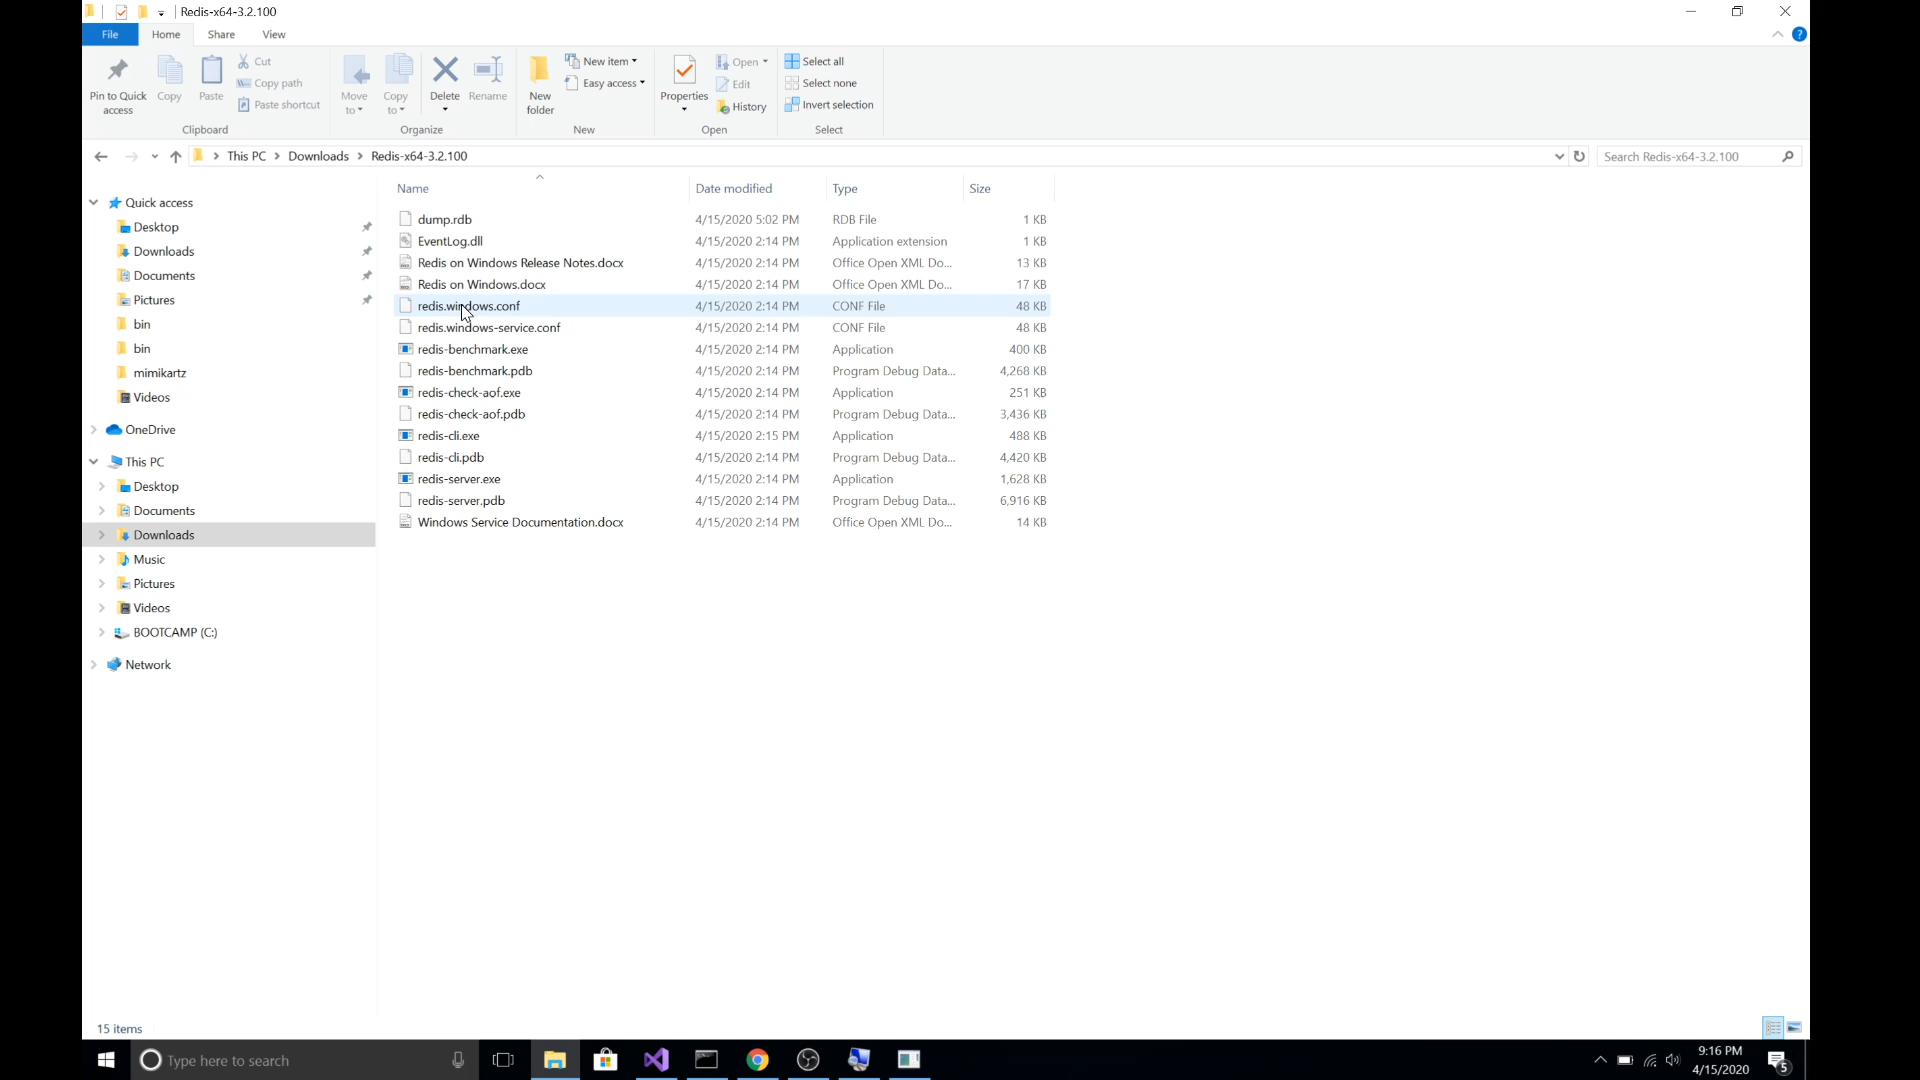 Redis-x64-3.2.100
File Home Share View
Pin to Quick access
Copy
Paste
Cut
Copy path
Paste shortcut
Clipboard
Move to
Copy to
Delete
Rename
Organize
New folder
New item
Easy access
New
Properties
Open
Edit
History
Open
Select all
Select none
Invert selection
Select
This PC > Downloads > Redis-x64-3.2.100
Search Redis-x64-3.2.100
Quick access
Desktop
Downloads
Documents
Pictures
bin
bin
mimikartz
Videos
OneDrive
This PC
Desktop
Documents
Downloads
Music
Pictures
Videos
BOOTCAMP (C:)
Network
Name Date modified Type Size
dump.rdb 4/15/2020 5:02 PM RDB File 1 KB
EventLog.dll 4/15/2020 2:14 PM Application extension 1 KB
Redis on Windows Release Notes.docx 4/15/2020 2:14 PM Office Open XML Do... 13 KB
Redis on Windows.docx 4/15/2020 2:14 PM Office Open XML Do... 17 KB
redis.windows.conf 4/15/2020 2:14 PM CONF File 48 KB
redis.windows-service.conf 4/15/2020 2:14 PM CONF File 48 KB
redis-benchmark.exe 4/15/2020 2:14 PM Application 400 KB
redis-benchmark.pdb 4/15/2020 2:14 PM Program Debug Data... 4,268 KB
redis-check-aof.exe 4/15/2020 2:14 PM Application 251 KB
redis-check-aof.pdb 4/15/2020 2:14 PM Program Debug Data... 3,436 KB
redis-cli.exe 4/15/2020 2:15 PM Application 488 KB
redis-cli.pdb 4/15/2020 2:14 PM Program Debug Data... 4,420 KB
redis-server.exe 4/15/2020 2:14 PM Application 1,628 KB
redis-server.pdb 4/15/2020 2:14 PM Program Debug Data... 6,916 KB
Windows Service Documentation.docx 4/15/2020 2:14 PM Office Open XML Do... 14 KB
15 items
Type here to search
9:16 PM
4/15/2020
5